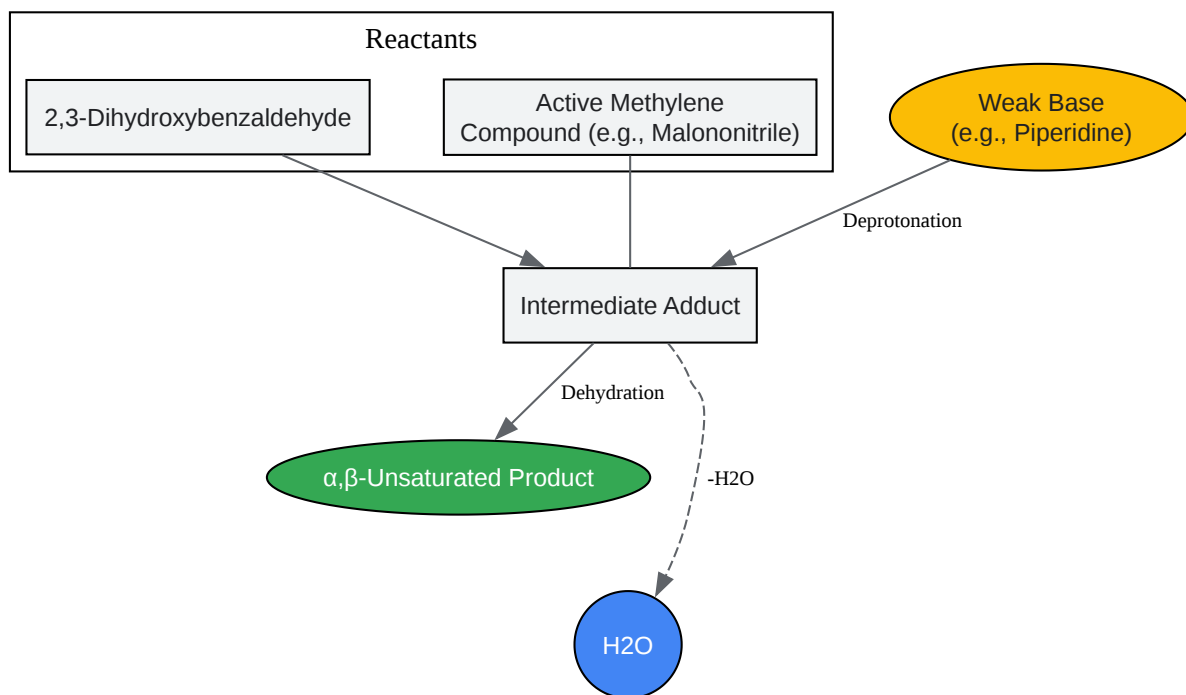 Reactants
2,3-Dihydroxybenzaldehyde
Active Methylene
Compound (e.g., Malononitrile)
Weak Base
(e.g., Piperidine)
Deprotonation
Intermediate Adduct
Dehydration
α,β-Unsaturated Product
-H2O
H2O